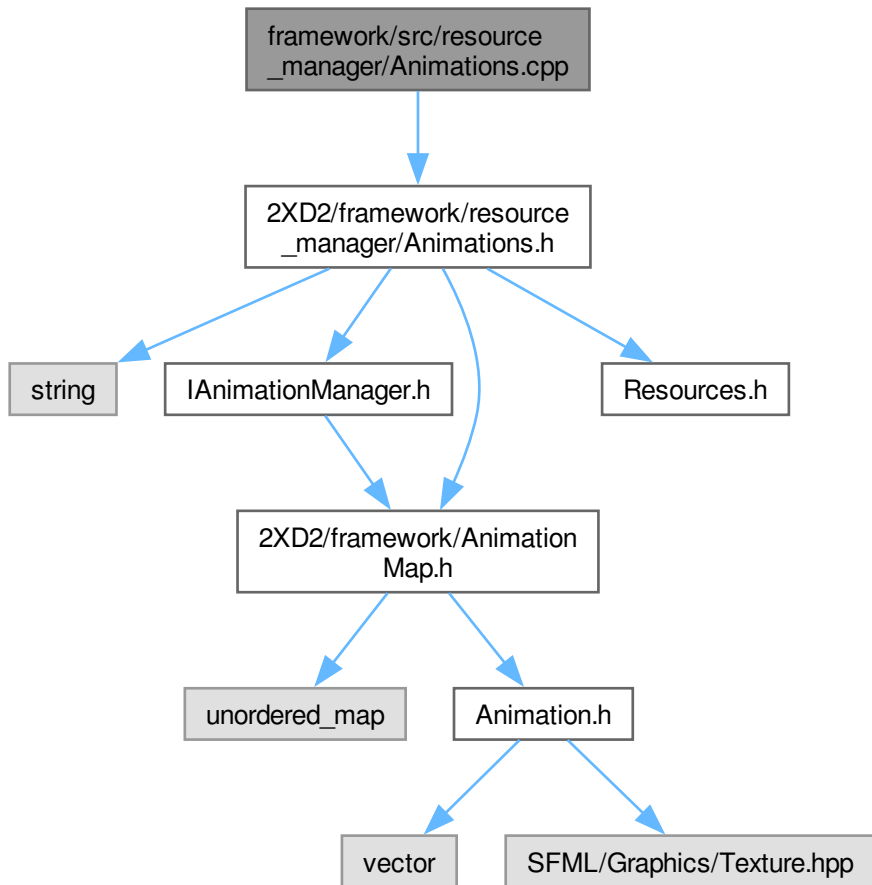 framework/src/resource
_manager/Animations.cpp
2XD2/framework/resource
_manager/Animations.h
string
IAnimationManager.h
Resources.h
2XD2/framework/Animation
Map.h
unordered_map
Animation.h
vector
SFML/Graphics/Texture.hpp